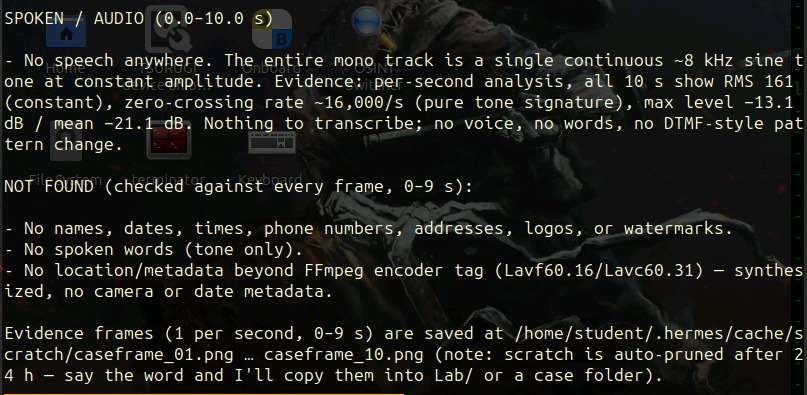 SPOKEN / AUDIO (0.0–10.0 s)
- No speech anywhere. The entire mono track is a single continuous ~8 kHz sine t
one at constant amplitude. Evidence: per-second analysis, all 10 s show RMS 161
(constant), zero-crossing rate ~16,000/s (pure tone signature), max level −13.1
dB / mean −21.1 dB. Nothing to transcribe; no voice, no words, no DTMF-style pat
tern change.
NOT FOUND (checked against every frame, 0–9 s):
- No names, dates, times, phone numbers, addresses, logos, or watermarks.
- No spoken words (tone only).
- No location/metadata beyond FFmpeg encoder tag (Lavf60.16/Lavc60.31) — synthes
ized, no camera or date metadata.
Evidence frames (1 per second, 0–9 s) are saved at /home/student/.hermes/cache/s
cratch/caseframe_01.png … caseframe_10.png (note: scratch is auto-pruned after 2
4 h — say the word and I'll copy them into Lab/ or a case folder).
Home
Onboard
OSINT
File System
terminator
Keyboard